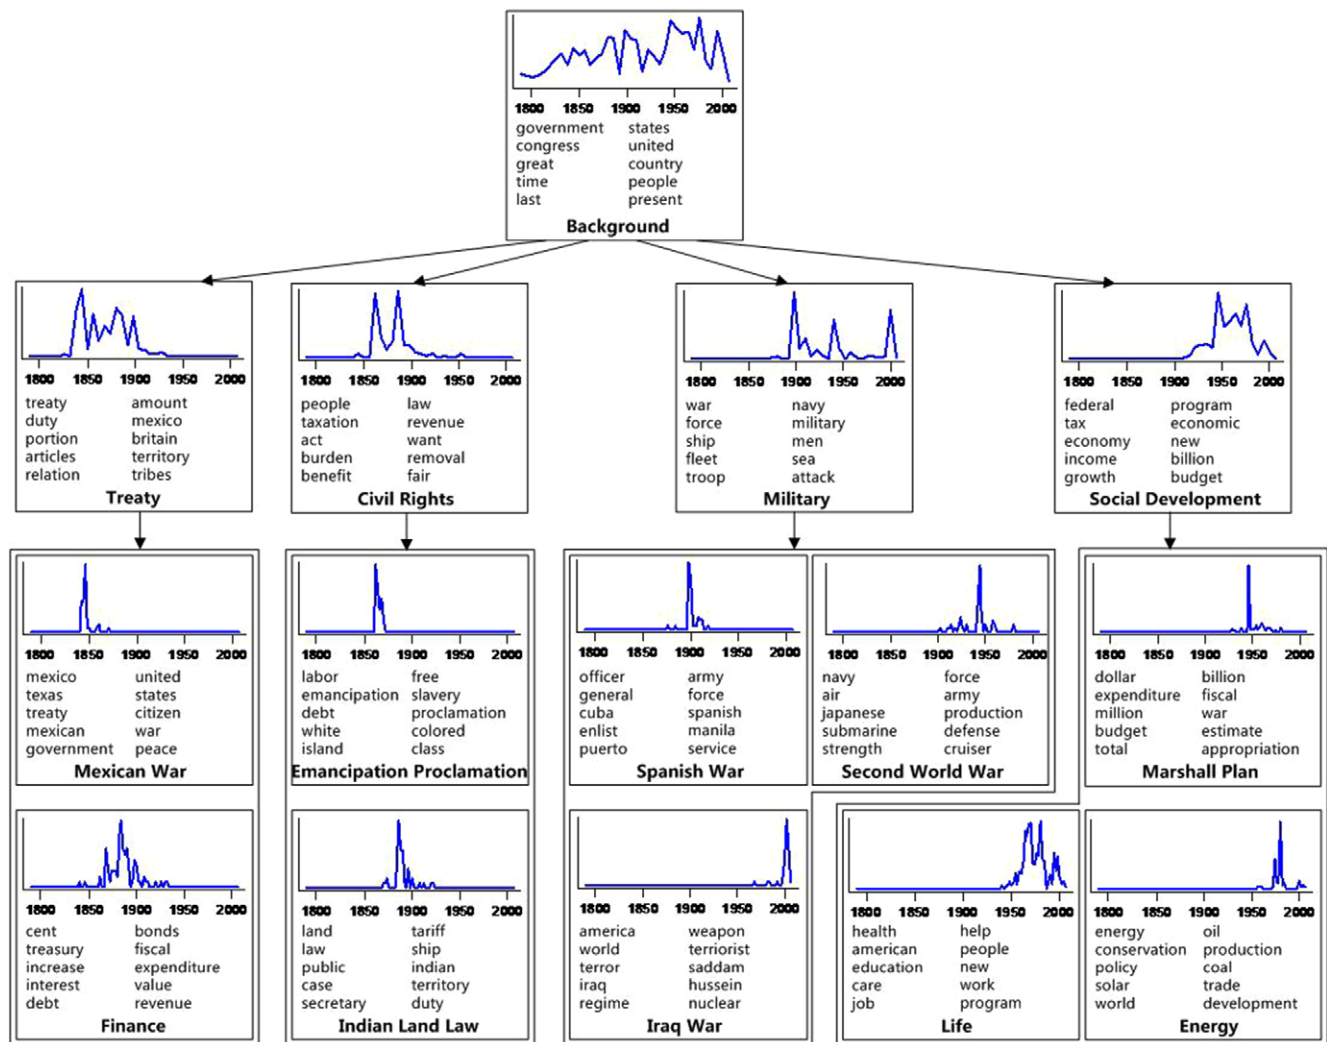 1800 1850 1900 1950 2000
government states
congress united
great country
time people
last present
Background
1800 1850 1900 1950 2000
treaty amount
duty mexico
portion britain
articles territory
relation tribes
Treaty
1800 1850 1900 1950 2000
people law
taxation revenue
act want
burden removal
benefit fair
Civil Rights
1800 1850 1900 1950 2000
war navy
force military
ship men
fleet sea
troop attack
Military
1800 1850 1900 1950 2000
federal program
tax economic
economy new
income billion
growth budget
Social Development
1800 1850 1900 1950 2000
mexico united
texas states
treaty citizen
mexican war
government peace
Mexican War
1800 1850 1900 1950 2000
labor free
emancipation slavery
debt proclamation
white colored
island class
Emancipation Proclamation
1800 1850 1900 1950 2000
officer army
general force
cuba spanish
enlist manila
puerto service
Spanish War
1800 1850 1900 1950 2000
navy force
air army
japanese production
submarine defense
strength cruiser
Second World War
1800 1850 1900 1950 2000
dollar billion
expenditure fiscal
million war
budget estimate
total appropriation
Marshall Plan
1800 1850 1900 1950 2000
cent bonds
treasury fiscal
increase expenditure
interest value
debt revenue
Finance
1800 1850 1900 1950 2000
land tariff
law ship
public indian
case territory
secretary duty
Indian Land Law
1800 1850 1900 1950 2000
america weapon
world terriorist
terror saddam
iraq hussein
regime nuclear
Iraq War
1800 1850 1900 1950 2000
health help
american people
education new
care work
job program
Life
1800 1850 1900 1950 2000
energy oil
conservation production
policy coal
solar trade
world development
Energy